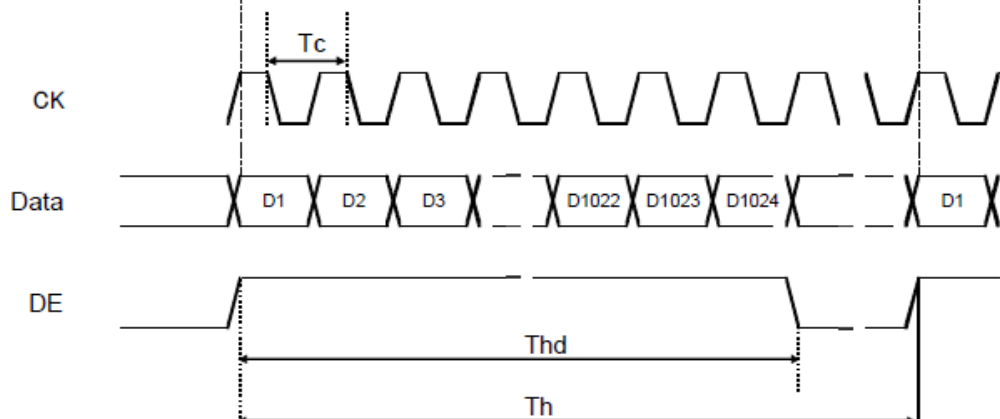 Tc
CK
Data D1 D2 D3 D1022 D1023 D1024 D1
DE
Thd
Th